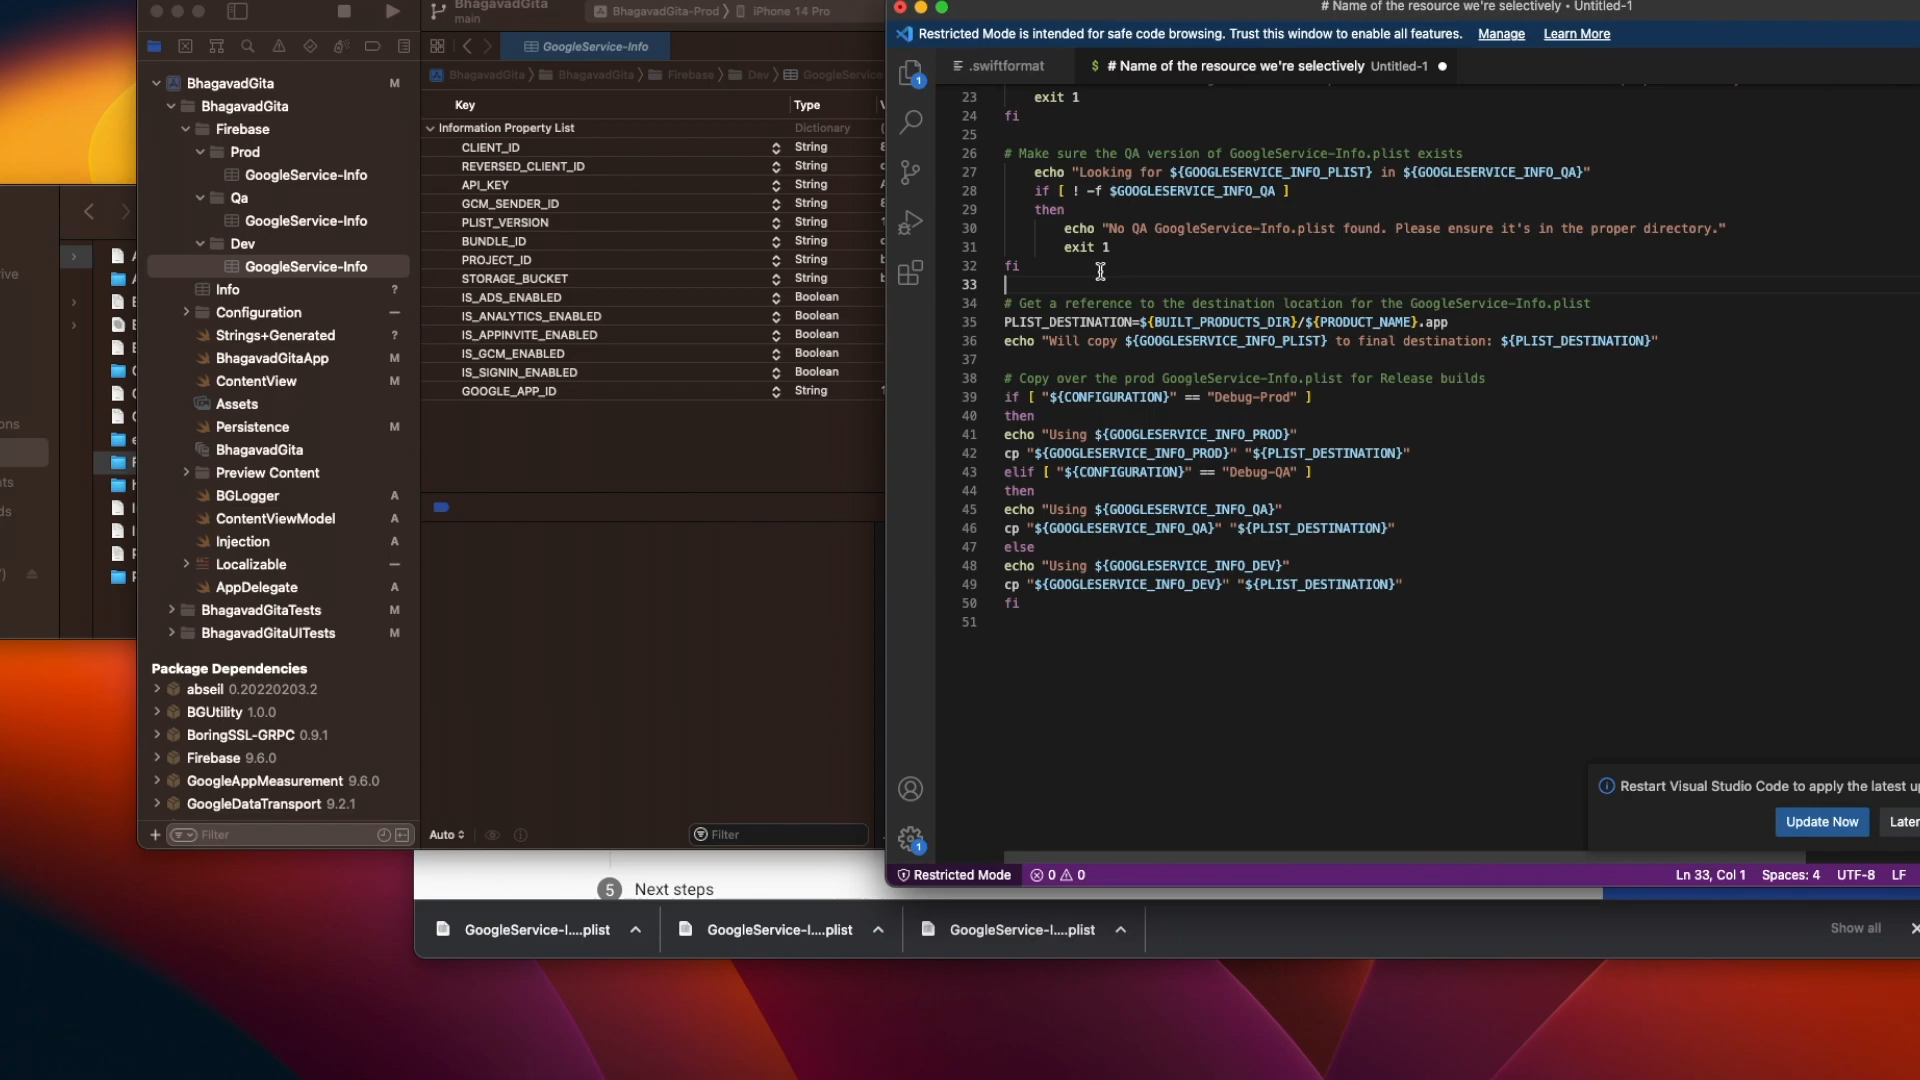 BhagavadGita
main
BhagavadGita-Prod
iPhone 14 Pro
GoogleService-Info
BhagavadGita
BhagavadGita
Firebase
Dev
GoogleService
Key
Type
Information Property List
Dictionary
CLIENT_ID
String
REVERSED_CLIENT_ID
String
API_KEY
String
GCM_SENDER_ID
String
PLIST_VERSION
String
BUNDLE_ID
String
PROJECT_ID
String
STORAGE_BUCKET
String
IS_ADS_ENABLED
Boolean
IS_ANALYTICS_ENABLED
Boolean
IS_APPINVITE_ENABLED
Boolean
IS_GCM_ENABLED
Boolean
IS_SIGNIN_ENABLED
Boolean
GOOGLE_APP_ID
String
Auto
Filter
BhagavadGita M
BhagavadGita
Firebase
Prod
GoogleService-Info
Qa
GoogleService-Info
Dev
GoogleService-Info
Info ?
Configuration
Strings+Generated ?
BhagavadGitaApp M
ContentView M
Assets
Persistence M
BhagavadGita
Preview Content
BGLogger A
ContentViewModel A
Injection A
Localizable
AppDelegate A
BhagavadGitaTests M
BhagavadGitaUITests M
Package Dependencies
abseil 0.20220203.2
BGUtility 1.0.0
BoringSSL-GRPC 0.9.1
Firebase 9.6.0
GoogleAppMeasurement 9.6.0
GoogleDataTransport 9.2.1
Filter
# Name of the resource we're selectively • Untitled-1
Restricted Mode is intended for safe code browsing. Trust this window to enable all features. Manage Learn More
.swiftformat
$ # Name of the resource we're selectively Untitled-1
23 exit 1
24 fi
25
26 # Make sure the QA version of GoogleService-Info.plist exists
27 echo "Looking for ${GOOGLESERVICE_INFO_PLIST} in ${GOOGLESERVICE_INFO_QA}"
28 if [ ! -f $GOOGLESERVICE_INFO_QA ]
29 then
30 echo "No QA GoogleService-Info.plist found. Please ensure it's in the proper directory."
31 exit 1
32 fi
33
34 # Get a reference to the destination location for the GoogleService-Info.plist
35 PLIST_DESTINATION=${BUILT_PRODUCTS_DIR}/${PRODUCT_NAME}.app
36 echo "Will copy ${GOOGLESERVICE_INFO_PLIST} to final destination: ${PLIST_DESTINATION}"
37
38 # Copy over the prod GoogleService-Info.plist for Release builds
39 if [ "${CONFIGURATION}" == "Debug-Prod" ]
40 then
41 echo "Using ${GOOGLESERVICE_INFO_PROD}"
42 cp "${GOOGLESERVICE_INFO_PROD}" "${PLIST_DESTINATION}"
43 elif [ "${CONFIGURATION}" == "Debug-QA" ]
44 then
45 echo "Using ${GOOGLESERVICE_INFO_QA}"
46 cp "${GOOGLESERVICE_INFO_QA}" "${PLIST_DESTINATION}"
47 else
48 echo "Using ${GOOGLESERVICE_INFO_DEV}"
49 cp "${GOOGLESERVICE_INFO_DEV}" "${PLIST_DESTINATION}"
50 fi
51
1
1
Restart Visual Studio Code to apply the latest
Update Now
Later
Restricted Mode
0
0
Ln 33, Col 1
Spaces: 4
UTF-8
LF
5 Next steps
GoogleService-I....plist
GoogleService-I....plist
GoogleService-I....plist
Show all